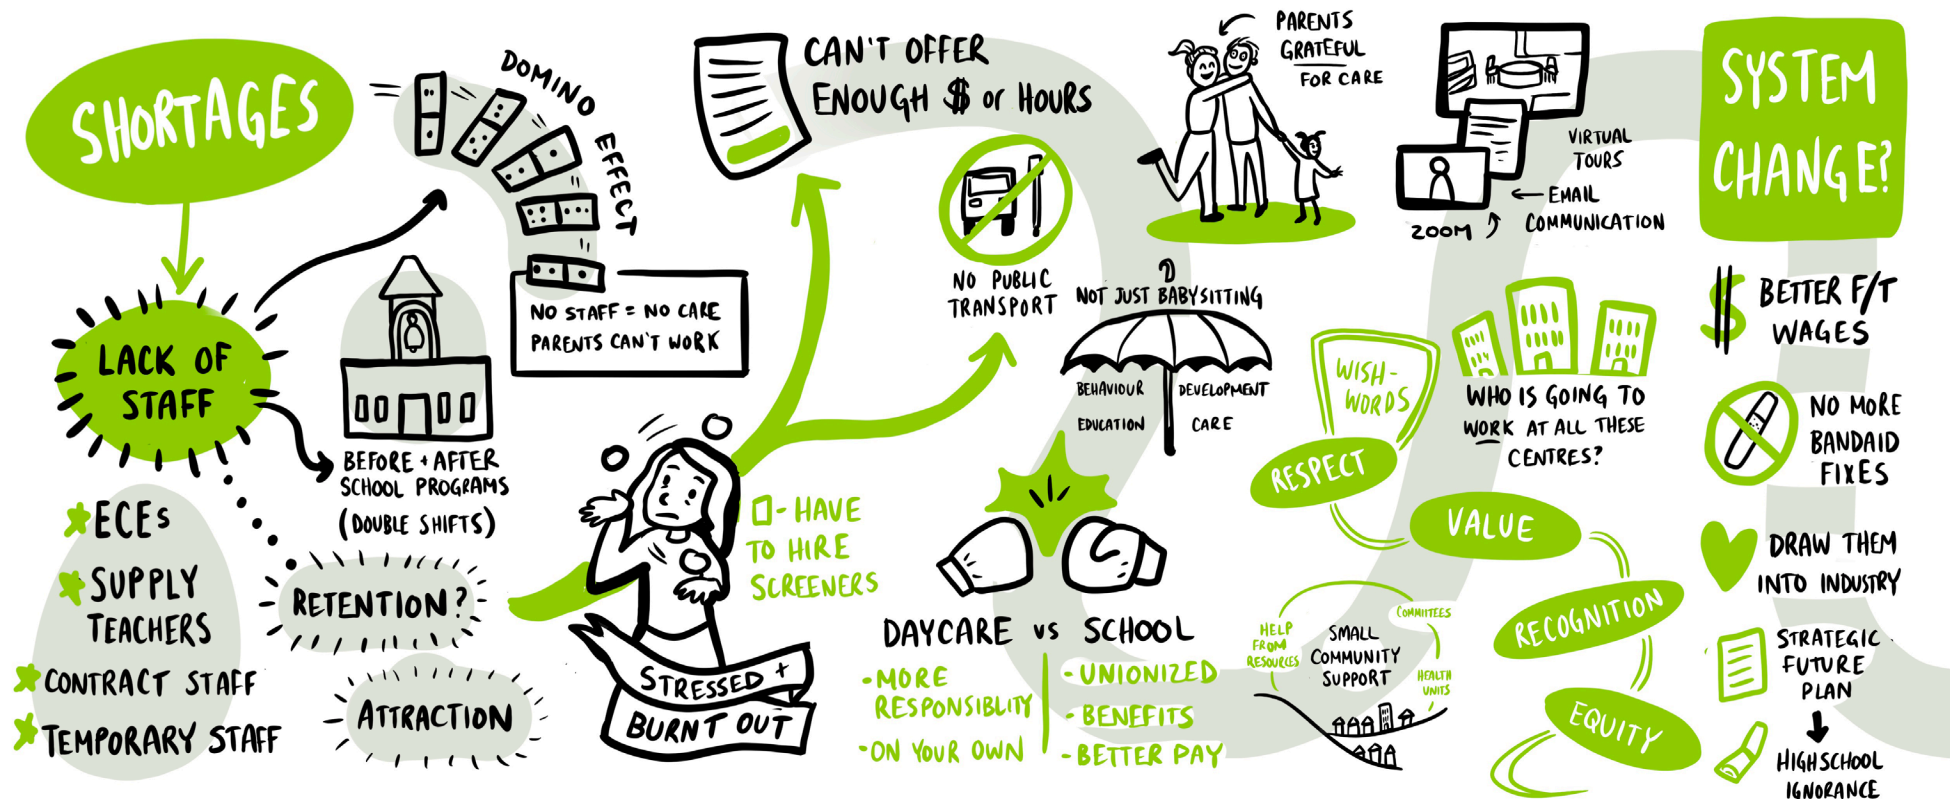 SHORTAGES
LACK OF
STAFF
DOMINO EFFECT
NO STAFF = NO CARE
PARENTS CAN'T WORK
BEFORE + AFTER
SCHOOL PROGRAMS
(DOUBLE SHIFTS)
ECEs
SUPPLY
TEACHERS
CONTRACT STAFF
TEMPORARY STAFF
RETENTION?
ATTRACTION
STRESSED +
BURNT OUT
- HAVE
TO HIRE
SCREENERS
CAN'T OFFER
ENOUGH $ or HOURS
NO PUBLIC
TRANSPORT
PARENTS
GRATEFUL
FOR CARE
NOT JUST BABYSITTING
BEHAVIOUR
DEVELOPMENT
EDUCATION
CARE
DAYCARE vs SCHOOL
- MORE
RESPONSIBLITY
- ON YOUR OWN
- UNIONIZED
- BENEFITS
- BETTER PAY
VIRTUAL
TOURS
EMAIL
COMMUNICATION
ZOOM
WISH-
WORDS
RESPECT
VALUE
RECOGNITION
EQUITY
WHO IS GOING TO
WORK AT ALL THESE
CENTRES?
HELP
FROM
RESOURCES
SMALL
COMMUNITY
SUPPORT
COMMITTEES
HEALTH
UNITS
SYSTEM
CHANGE?
$ BETTER F/T
WAGES
NO MORE
BANDAID
FIXES
DRAW THEM
INTO INDUSTRY
STRATEGIC
FUTURE
PLAN
HIGHSCHOOL
IGNORANCE